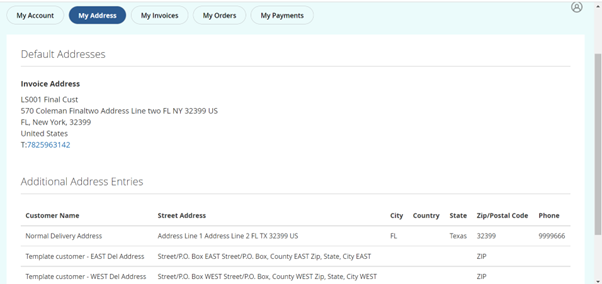 My Account My Address My Invoices My Orders My Payments
Default Addresses
Invoice Address
LS001 Final Cust
570 Coleman Finaltwo Address Line two FL NY 32399 US
FL, New York, 32399
United States
T:7825963142
Additional Address Entries
Customer Name Street Address City Country State Zip/Postal Code Phone
Normal Delivery Address Address Line 1 Address Line 2 FL TX 32399 US FL Texas 32399 9999666
Template customer - EAST Del Address Street/P.O. Box EAST Street/P.O. Box, County EAST Zip, State, City EAST ZIP
Template customer - WEST Del Address Street/P.O. Box WEST Street/P.O. Box, County WEST Zip, State, City WEST ZIP